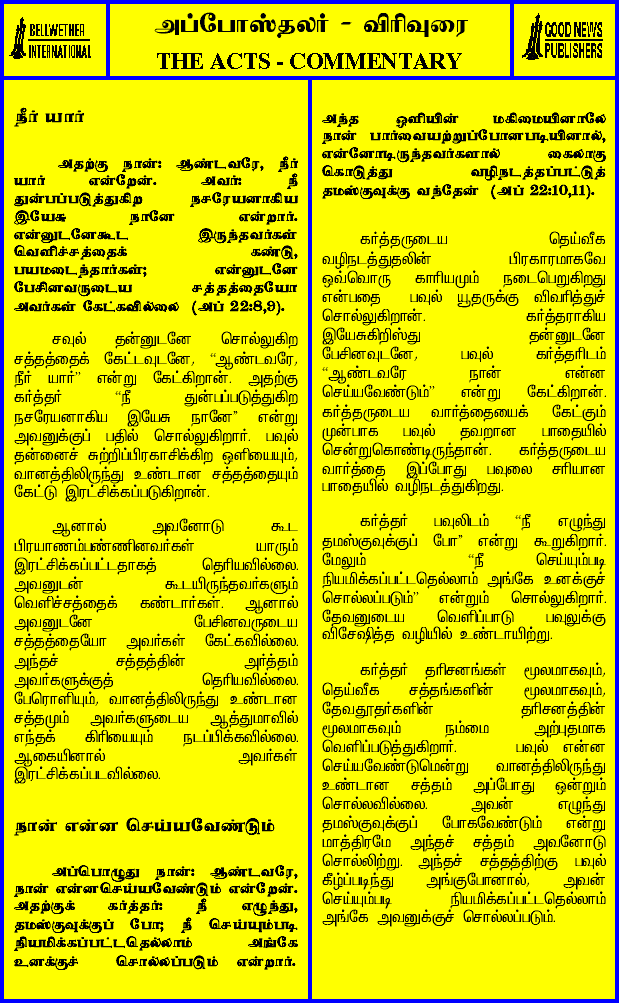 BELLWETHER
INTERNATIONAL
அப்போஸ்தலர் - விரிவுரை
THE ACTS - COMMENTARY
GOOD NEWS
PUBLISHERS
நீர் யார்
அதற்கு நான்: ஆண்டவரே, நீர்
யார் என்றேன். அவர்: நீ
துன்பப்படுத்துகிற நசரேயனாகிய
இயேசு நானே என்றார்.
என்னுடனேகூட இருந்தவர்கள்
வெளிச்சத்தைக் கண்டு,
பயமடைந்தார்கள்; என்னுடனே
பேசினவருடைய சத்தத்தையோ
அவர்கள் கேட்கவில்லை (அப் 22:8,9).
சவுல் தன்னுடனே சொல்லுகிற
சத்தத்தைக் கேட்டவுடனே, “ஆண்டவரே,
நீர் யார்” என்று கேட்கிறான். அதற்கு
கர்த்தர் “நீ துன்பப்படுத்துகிற
நசரேயனாகிய இயேசு நானே” என்று
அவனுக்குப் பதில் சொல்லுகிறார். பவுல்
தன்னைச் சுற்றிப்பிரகாசிக்கிற ஒளியையும்,
வானத்திலிருந்து உண்டான சத்தத்தையும்
கேட்டு இரட்சிக்கப்படுகிறான்.
ஆனால் அவனோடு கூட
பிரயாணம்பண்ணினவர்கள் யாரும்
இரட்சிக்கப்பட்டதாகத் தெரியவில்லை.
அவனுடன் கூடயிருந்தவர்களும்
வெளிச்சத்தைக் கண்டார்கள். ஆனால்
அவனுடனே பேசினவருடைய
சத்தத்தையோ அவர்கள் கேட்கவில்லை.
அந்தச் சத்தத்தின் அர்த்தம்
அவர்களுக்குத் தெரியவில்லை.
பேரொளியும், வானத்திலிருந்து உண்டான
சத்தமும் அவர்களுடைய ஆத்துமாவில்
எந்தக் கிரியையும் நடப்பிக்கவில்லை.
ஆகையினால் அவர்கள்
இரட்சிக்கப்படவில்லை.
நான் என்ன செய்யவேண்டும்
அப்பொழுது நான்: ஆண்டவரே,
நான் என்னசெய்யவேண்டும் என்றேன்.
அதற்குக் கர்த்தர்: நீ எழுந்து,
தமஸ்குவுக்குப் போ; நீ செய்யும்படி
நியமிக்கப்பட்டதெல்லாம் அங்கே
உனக்குச் சொல்லப்படும் என்றார்.
அந்த ஒளியின் மகிமையினாலே
நான் பார்வையற்றுப்போனபடியினால்,
என்னோடிருந்தவர்களால் கைலாகு
கொடுத்து வழிநடத்தப்பட்டுத்
தமஸ்குவுக்கு வந்தேன் (அப் 22:10,11).
கர்த்தருடைய தெய்வீக
வழிநடத்துதலின் பிரகாரமாகவே
ஒவ்வொரு காரியமும் நடைபெறுகிறது
என்பதை பவுல் யூதருக்கு விவரித்துச்
சொல்லுகிறான். கர்த்தராகிய
இயேசுகிறிஸ்து தன்னுடனே
பேசினவுடனே, பவுல் கர்த்தரிடம்
“ஆண்டவரே நான் என்ன
செய்யவேண்டும்” என்று கேட்கிறான்.
கர்த்தருடைய வார்த்தையைக் கேட்கும்
முன்பாக பவுல் தவறான பாதையில்
சென்றுகொண்டிருந்தான். கர்த்தருடைய
வார்த்தை இப்போது பவுலை சரியான
பாதையில் வழிநடத்துகிறது.
கர்த்தர் பவுலிடம் “நீ எழுந்து
தமஸ்குவுக்குப் போ” என்று கூறுகிறார்.
மேலும் “நீ செய்யும்படி
நியமிக்கப்பட்டதெல்லாம் அங்கே உனக்குச்
சொல்லப்படும்” என்றும் சொல்லுகிறார்.
தேவனுடைய வெளிப்பாடு பவுலுக்கு
விசேஷித்த வழியில் உண்டாயிற்று.
கர்த்தர் தரிசனங்கள் மூலமாகவும்,
தெய்வீக சத்தங்களின் மூலமாகவும்,
தேவதூதர்களின் தரிசனத்தின்
மூலமாகவும் நம்மை அற்புதமாக
வெளிப்படுத்துகிறார். பவுல் என்ன
செய்யவேண்டுமென்று வானத்திலிருந்து
உண்டான சத்தம் அப்போது ஒன்றும்
சொல்லவில்லை. அவன் எழுந்து
தமஸ்குவுக்குப் போகவேண்டும் என்று
மாத்திரமே அந்தச் சத்தம் அவனோடு
சொல்லிற்று. அந்தச் சத்தத்திற்கு பவுல்
கீழ்ப்படிந்து அங்குபோனால், அவன்
செய்யும்படி நியமிக்கப்பட்டதெல்லாம்
அங்கே அவனுக்குச் சொல்லப்படும்.